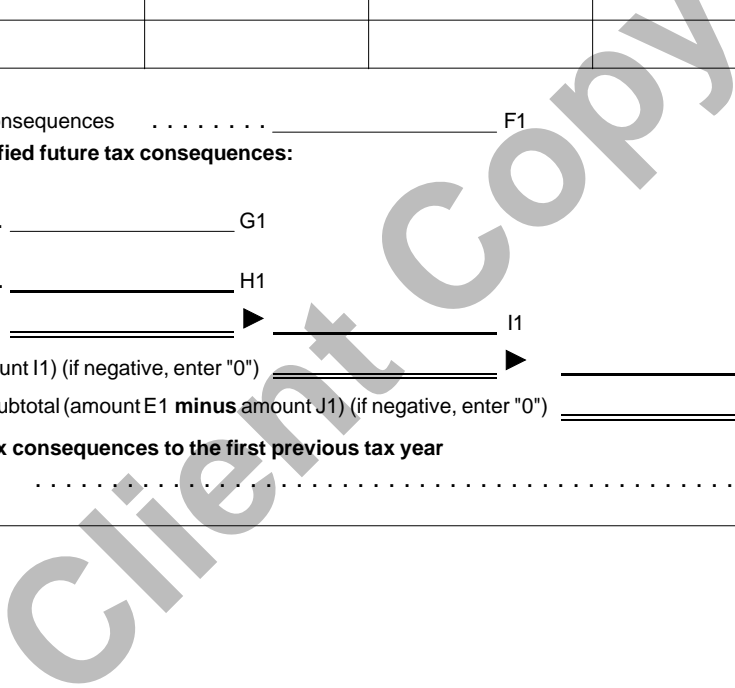 nsequences ........ F1
fied future tax consequences:
. G1
. H1
I1
unt I1) (if negative, enter "0")
ubtotal (amount E1 minus amount J1) (if negative, enter "0")
x consequences to the first previous tax year
..............................................
Client Copy